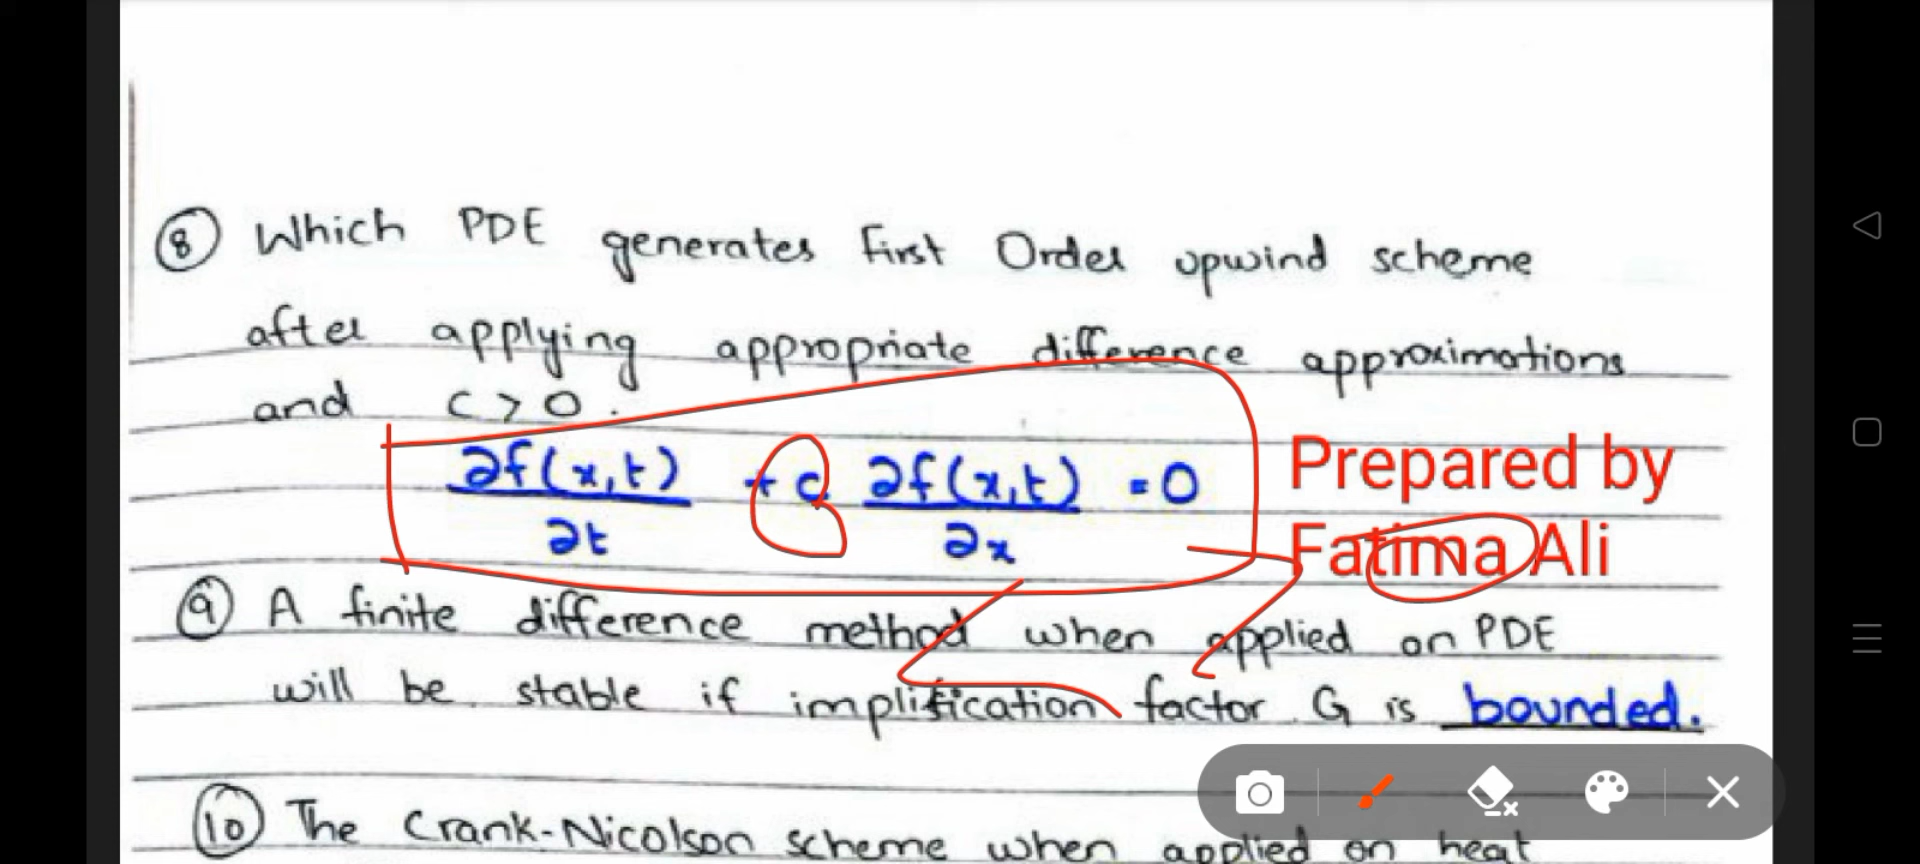 8 Which PDE generates First Order upwind scheme
after applying appropriate difference approximations
and c > 0.
∂f(x,t)/∂t + c ∂f(x,t)/∂x = 0
Prepared by
Fatima Ali
9 A finite difference method when applied on PDE
will be stable if implification factor G is bounded.
10 The Crank-Nicolson scheme when applied on heat